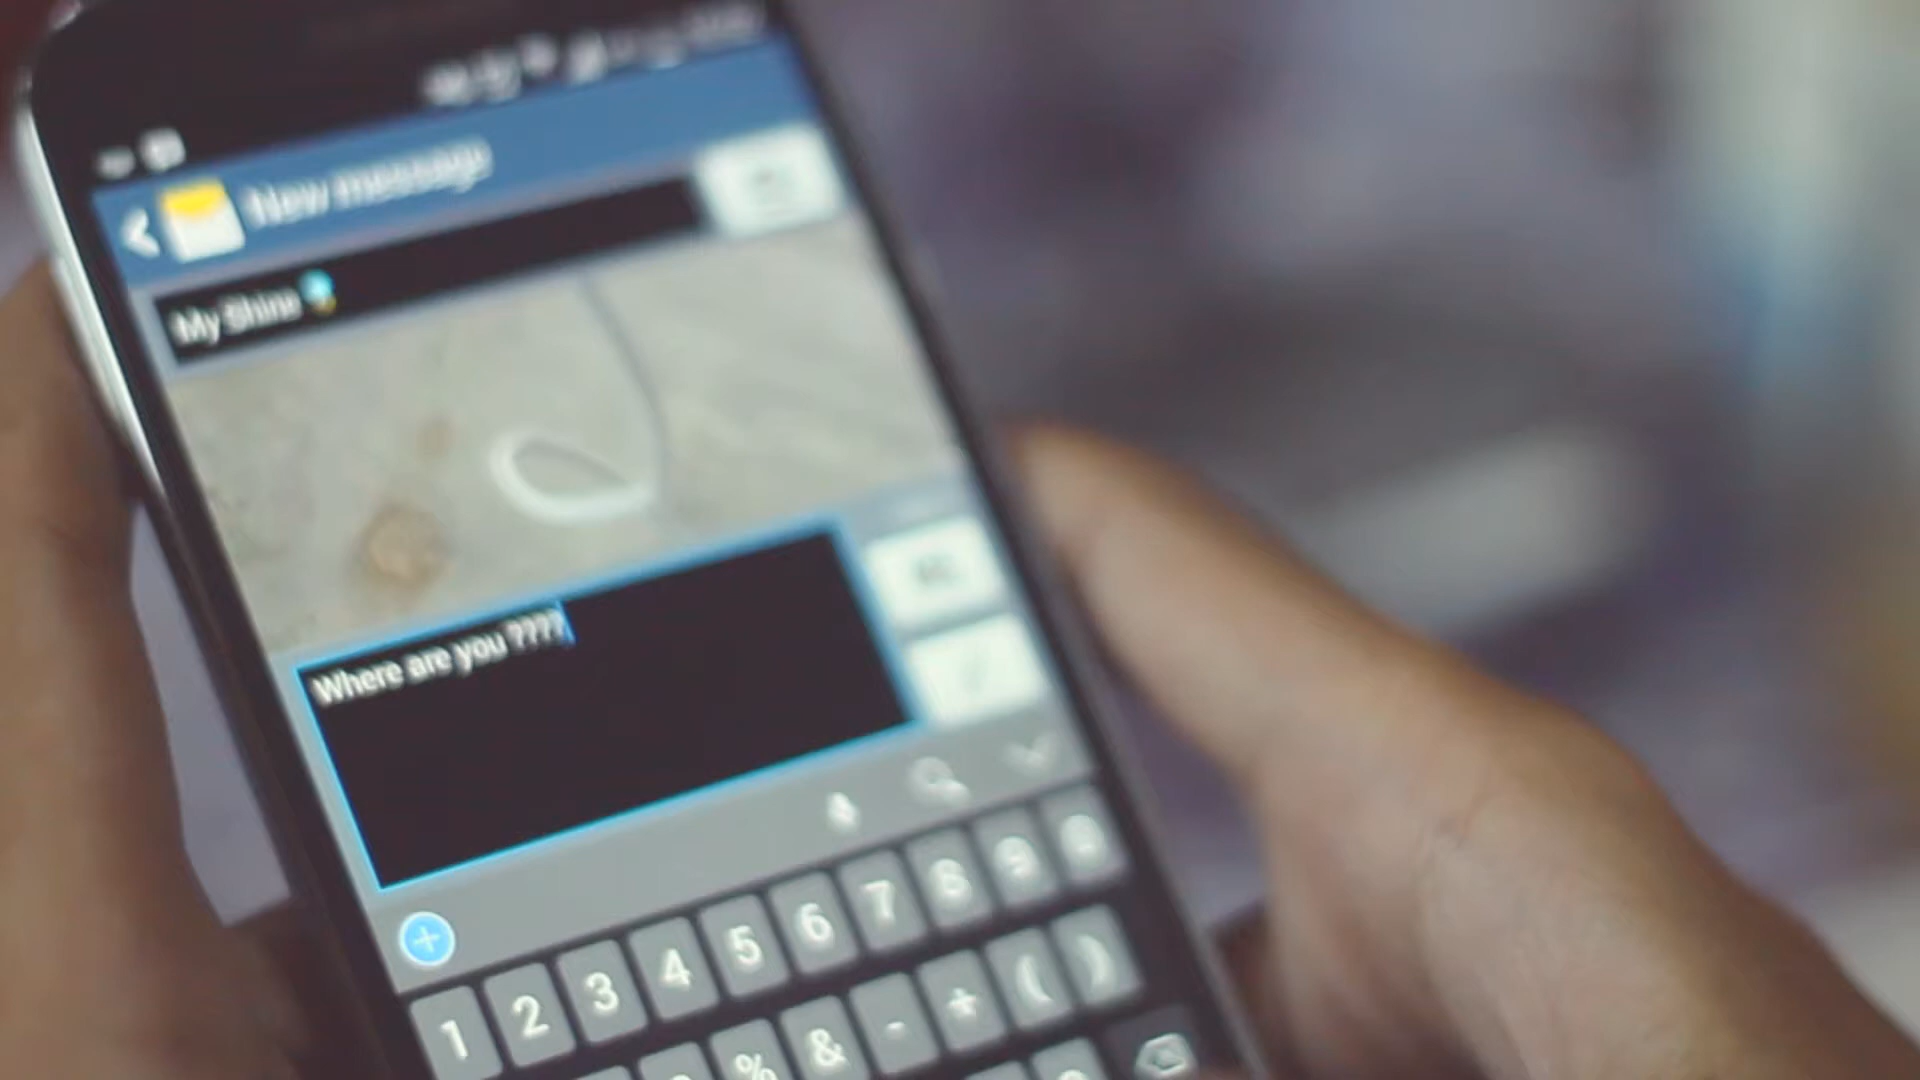 New message
My Shine
Where are you ????
1 2 3 4 5 6 7 8 9 0
% & - + ( )